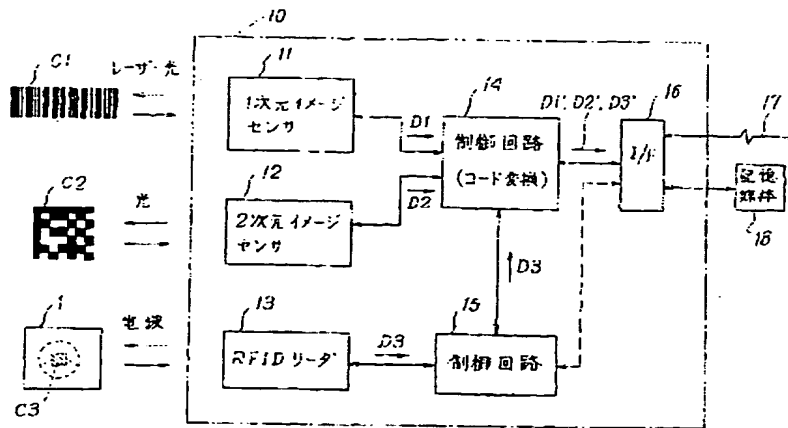 10
C1
レーザー光
11
1次元イメージ
センサ
D1
14
制御回路
(コード変換)
D1', D2', D3'
16
I/F
17
記憶
媒体
18
C2
光
12
2次元イメージ
センサ
D2
D3
1
電波
13
RFIDリーダ
D3
15
制御回路
C3